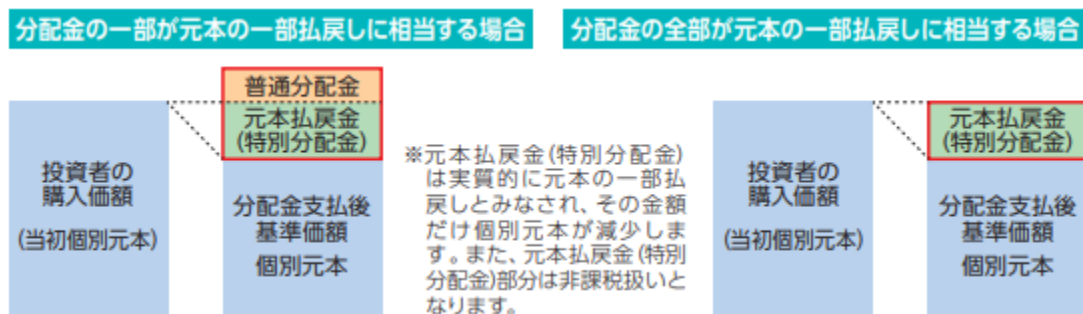 分配金の一部が元本の一部払戻しに相当する場合
普通分配金
元本払戻金
(特別分配金)
投資者の
購入価額
(当初個別元本)
分配金支払後
基準価額
個別元本
※元本払戻金(特別分配金)
は実質的に元本の一部払
戻しとみなされ、その金額
だけ個別元本が減少しま
す。また、元本払戻金(特別
分配金)部分は非課税扱いと
なります。
分配金の全部が元本の一部払戻しに相当する場合
元本払戻金
(特別分配金)
投資者の
購入価額
(当初個別元本)
分配金支払後
基準価額
個別元本